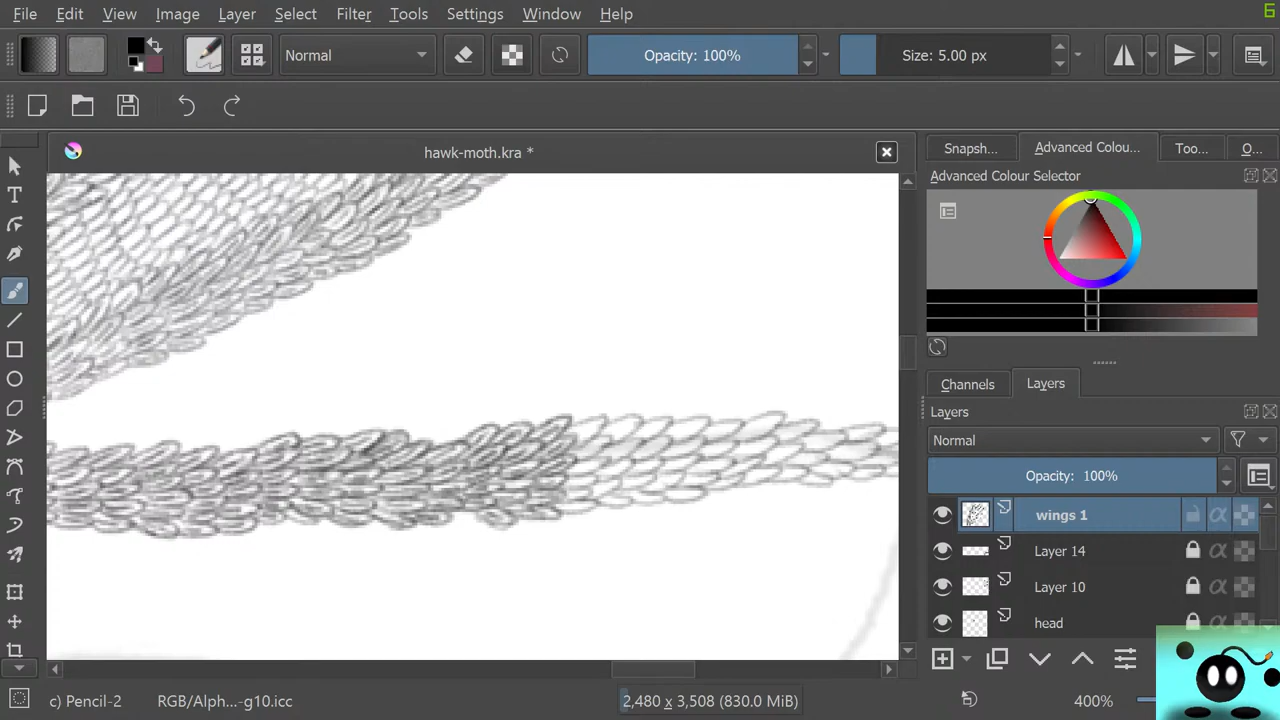 File Edit View Image Layer Select Filter Tools Settings Window Help
6
Normal
Opacity: 100%
Size: 5.00 px
hawk-moth.kra *
Snapsh...
Advanced Colou...
Too...
O...
Advanced Colour Selector
Channels
Layers
Layers
Normal
Opacity: 100%
wings 1
Layer 14
Layer 10
head
c) Pencil-2
RGB/Alph...-g10.icc
2,480 x 3,508 (830.0 MiB)
400%